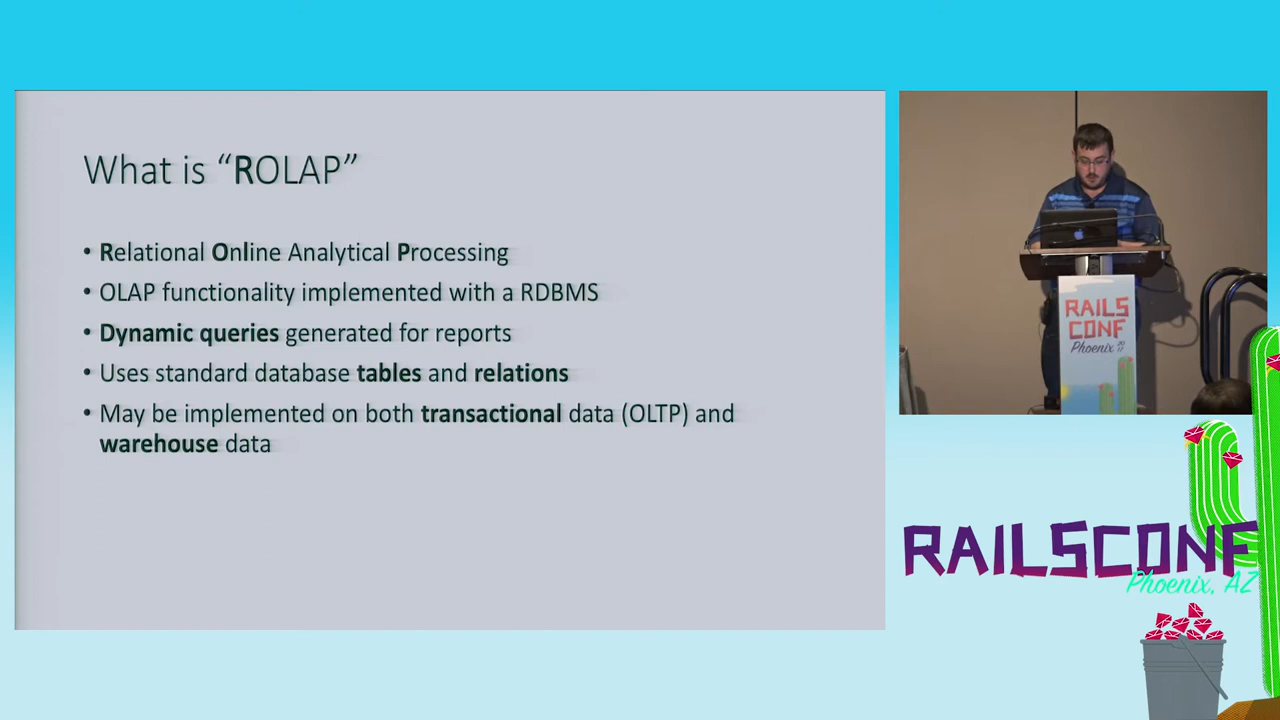 What is “ROLAP”
• Relational Online Analytical Processing
• OLAP functionality implemented with a RDBMS
• Dynamic queries generated for reports
• Uses standard database tables and relations
• May be implemented on both transactional data (OLTP) and
warehouse data
RAILS
CONF
Phoenix 2017
RAILSCONF
Phoenix, AZ